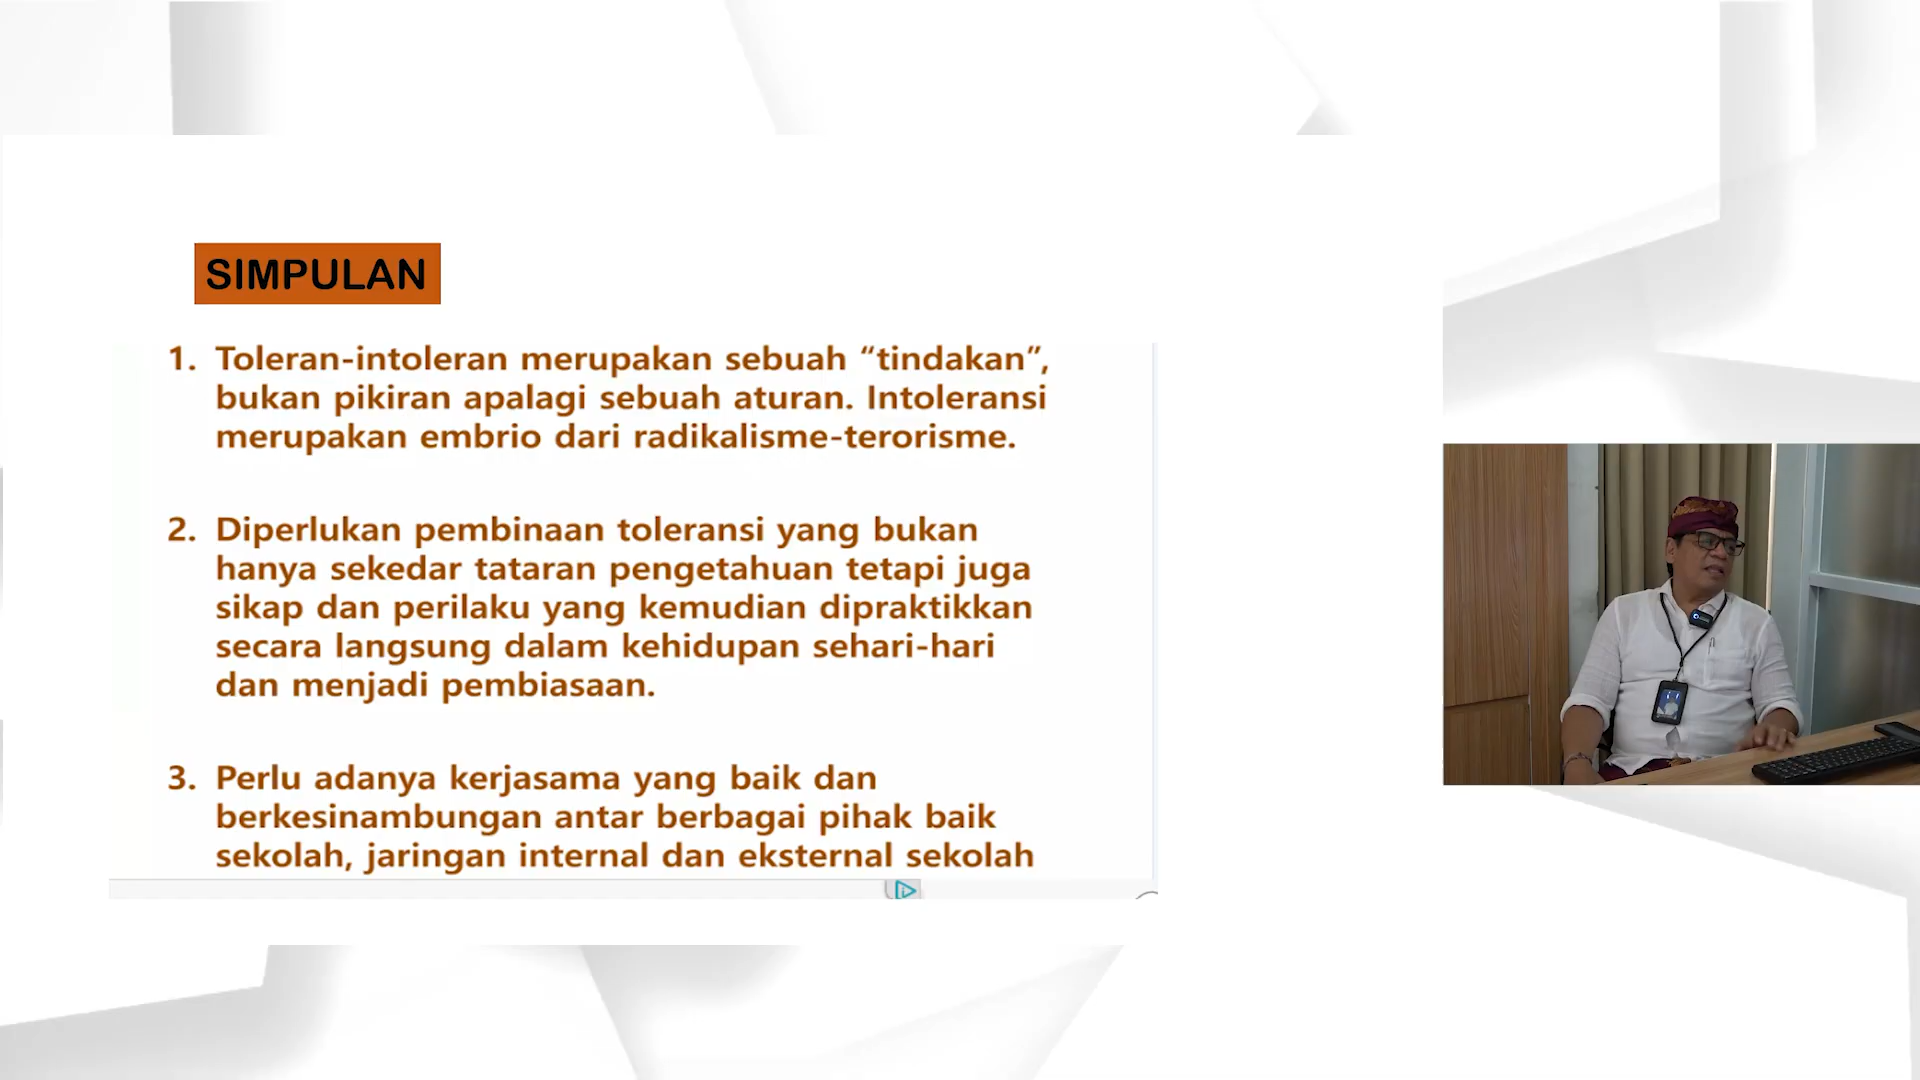 SIMPULAN
1. Toleran-intoleran merupakan sebuah “tindakan”,
bukan pikiran apalagi sebuah aturan. Intoleransi
merupakan embrio dari radikalisme-terorisme.
2. Diperlukan pembinaan toleransi yang bukan
hanya sekedar tataran pengetahuan tetapi juga
sikap dan perilaku yang kemudian dipraktikkan
secara langsung dalam kehidupan sehari-hari
dan menjadi pembiasaan.
3. Perlu adanya kerjasama yang baik dan
berkesinambungan antar berbagai pihak baik
sekolah, jaringan internal dan eksternal sekolah